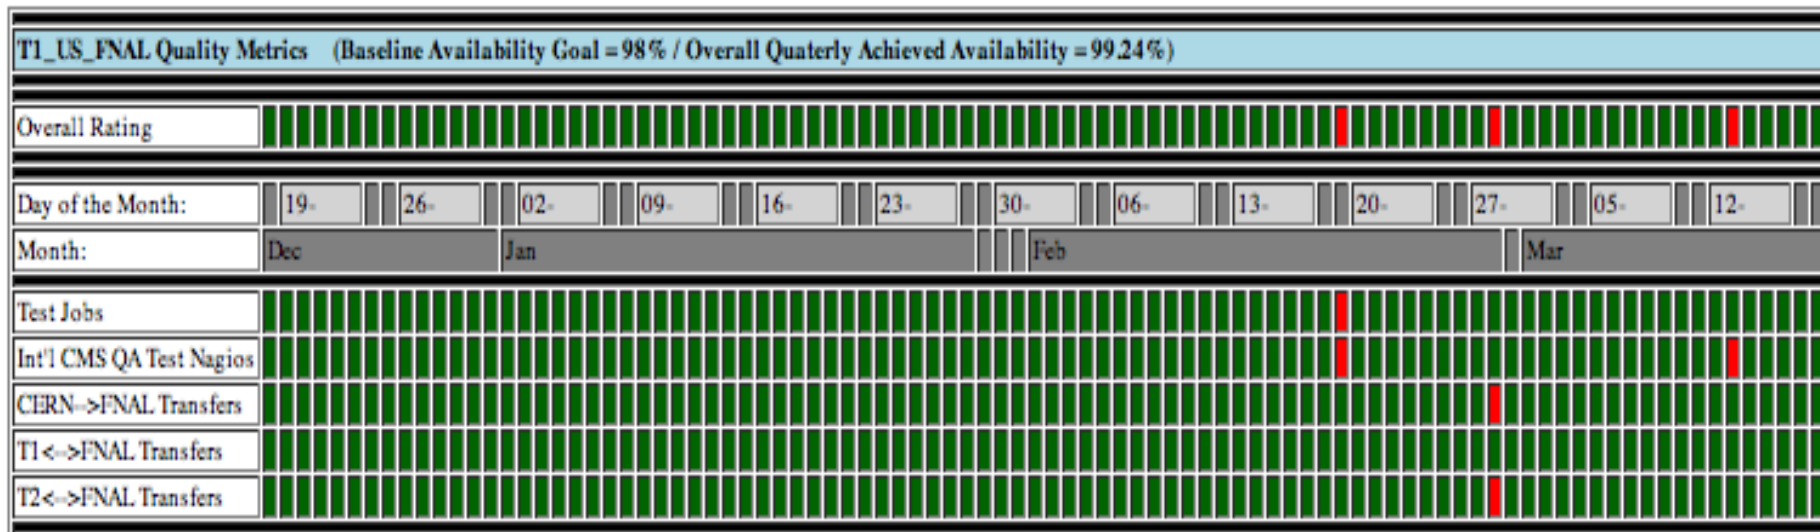 T1_US_FNAL Quality Metrics (Baseline Availability Goal = 98% / Overall Quaterly Achieved Availability = 99.24%)
Overall Rating
Day of the Month: 19- 26- 02- 09- 16- 23- 30- 06- 13- 20- 27- 05- 12-
Month: Dec Jan Feb Mar
Test Jobs
Int'l CMS QA Test Nagios
CERN-->FNAL Transfers
T1<-->FNAL Transfers
T2<-->FNAL Transfers